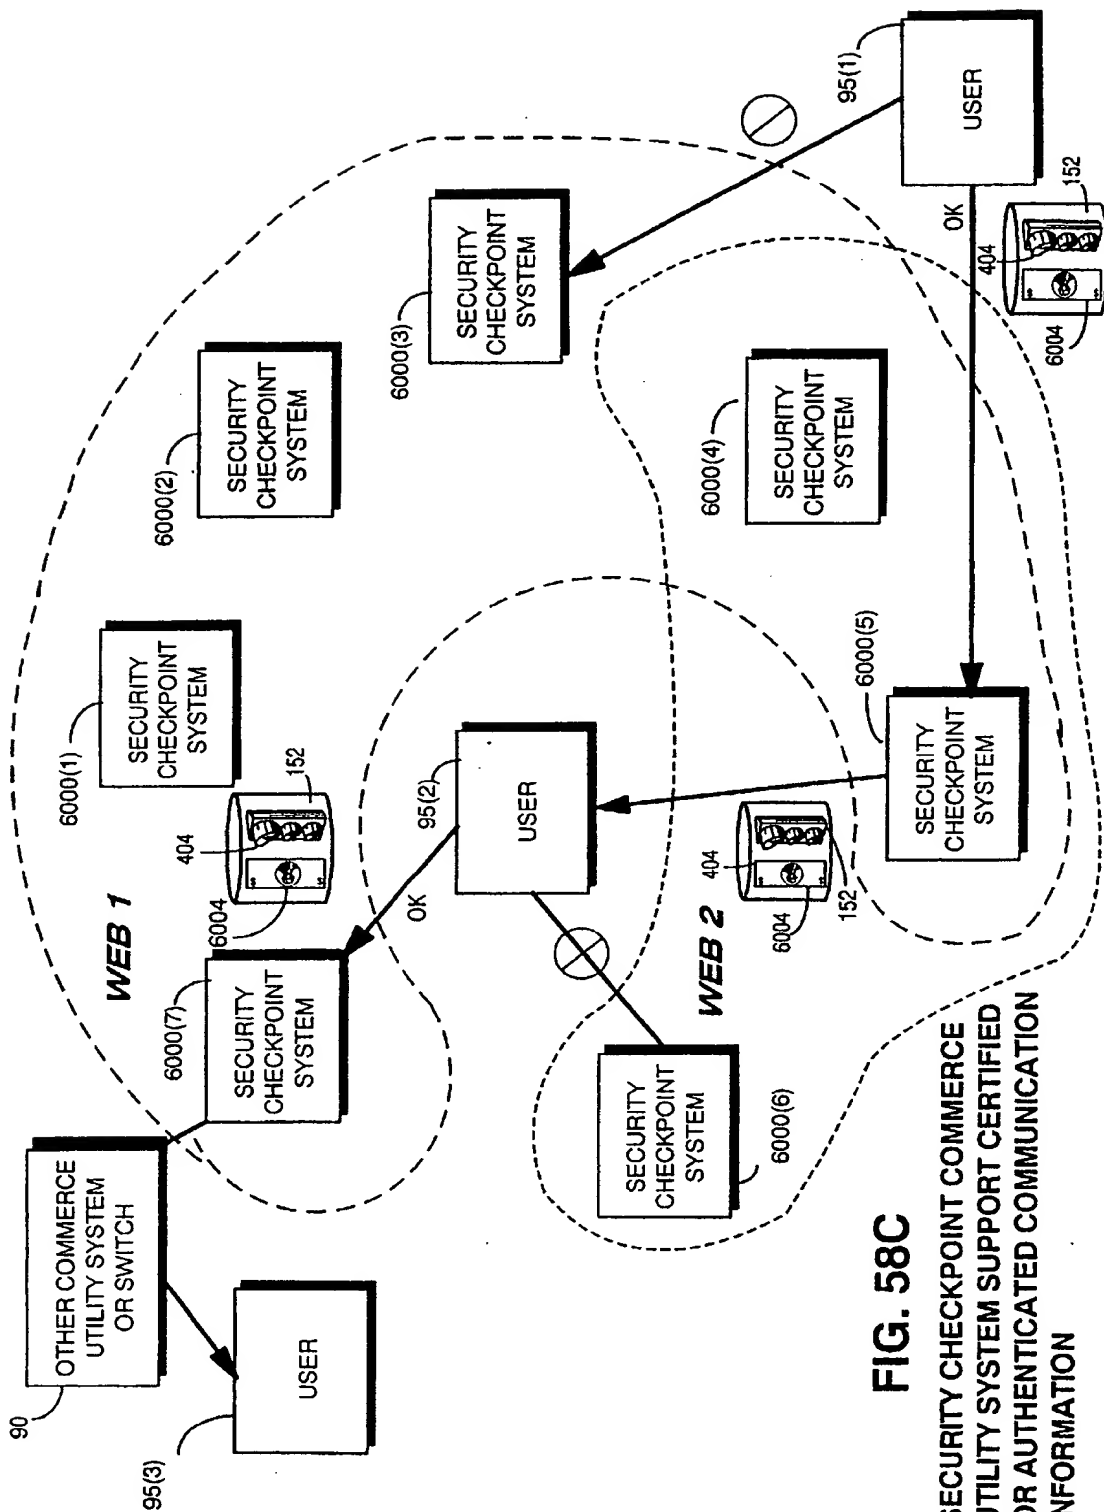 90
OTHER COMMERCE
UTILITY SYSTEM
OR SWITCH
95(3)
USER
WEB 1
6000(7)
SECURITY
CHECKPOINT
SYSTEM
6004
404
152
6000(1)
SECURITY
CHECKPOINT
SYSTEM
6000(2)
SECURITY
CHECKPOINT
SYSTEM
6000(3)
SECURITY
CHECKPOINT
SYSTEM
OK
95(2)
USER
SECURITY
CHECKPOINT
SYSTEM
6000(6)
WEB 2
404
6004
152
6000(4)
SECURITY
CHECKPOINT
SYSTEM
6000(5)
SECURITY
CHECKPOINT
SYSTEM
95(1)
USER
OK
404
152
6004
FIG. 58C
SECURITY CHECKPOINT COMMERCE
UTILITY SYSTEM SUPPORT CERTIFIED
OR AUTHENTICATED COMMUNICATION
INFORMATION